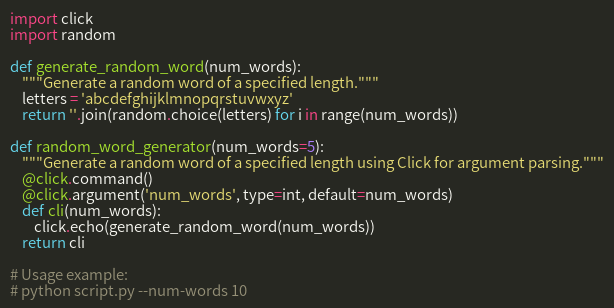 import click
import random
def generate_random_word(num_words):
"""Generate a random word of a specified length."""
letters = 'abcdefghijklmnopqrstuvwxyz'
return ''.join(random.choice(letters) for i in range(num_words))
def random_word_generator(num_words=5):
"""Generate a random word of a specified length using Click for argument parsing."""
@click.command()
@click.argument('num_words', type=int, default=num_words)
def cli(num_words):
click.echo(generate_random_word(num_words))
return cli
# Usage example:
# python script.py --num-words 10